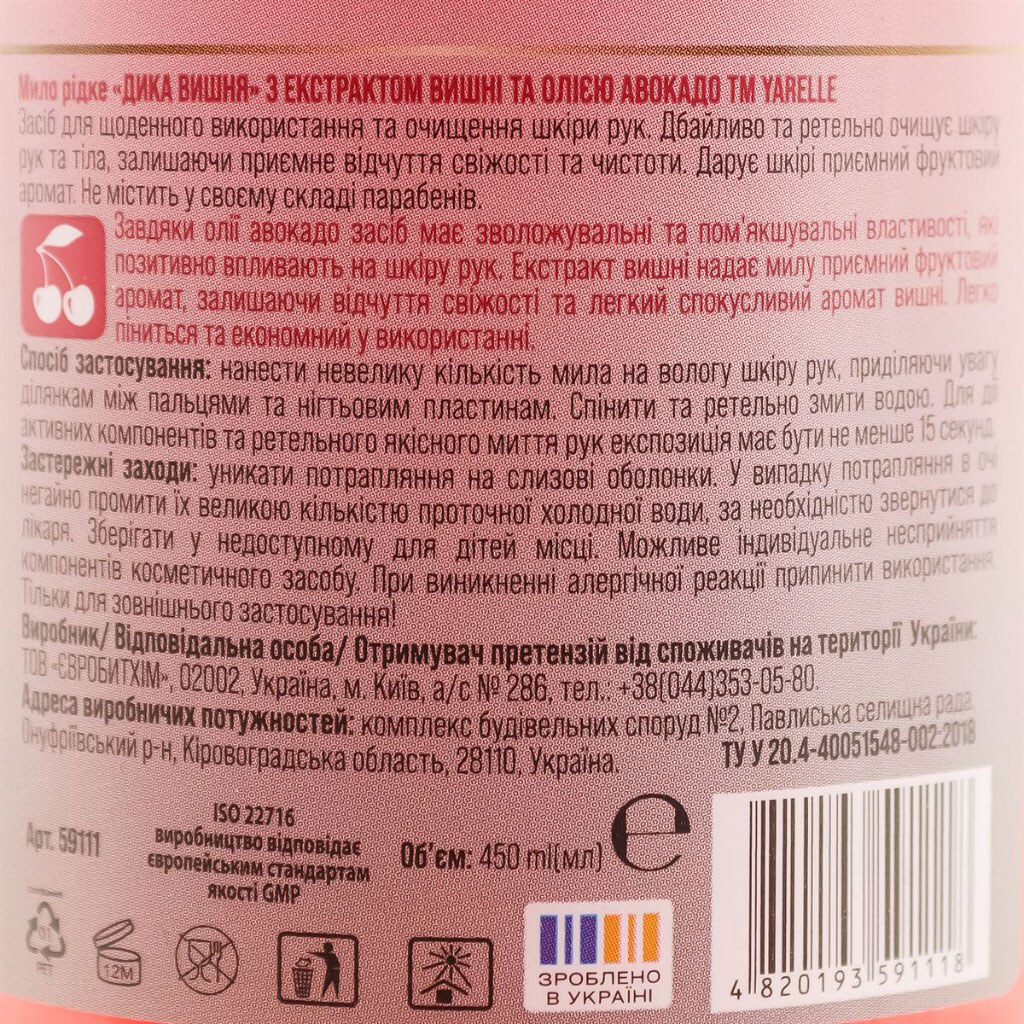 Мило рідке «ДИКА ВИШНЯ» З ЕКСТРАКТОМ ВИШНІ ТА ОЛІЄЮ АВОКАДО ТМ YARELLE
Засіб для щоденного використання та очищення шкіри рук. Дбайливо та ретельно очищує шкіру
рук та тіла, залишаючи приємне відчуття свіжості та чистоти. Дарує шкірі приємний фруктовий
аромат. Не містить у своєму складі парабенів.
Завдяки олії авокадо засіб має зволожувальні та пом'якшувальні властивості, які
позитивно впливають на шкіру рук. Екстракт вишні надає милу приємний фруктовий
аромат, залишаючи відчуття свіжості та легкий спокусливий аромат вишні. Легко
піниться та економний у використанні.
Спосіб застосування: нанести невелику кількість мила на вологу шкіру рук, приділяючи увагу
ділянкам між пальцями та нігтьовим пластинам. Спінити та ретельно змити водою. Для дії
активних компонентів та ретельного якісного миття рук експозиція має бути не менше 15 секунд.
Застережні заходи: уникати потрапляння на слизові оболонки. У випадку потрапляння в очі
негайно промити їх великою кількістю проточної холодної води, за необхідністю звернутися до
лікаря. Зберігати у недоступному для дітей місці. Можливе індивідуальне несприйняття
компонентів косметичного засобу. При виникненні алергічної реакції припинити використання.
Тільки для зовнішнього застосування!
Виробник/ Відповідальна особа/ Отримувач претензій від споживачів на території України:
ТОВ «ЄВРОБИТХІМ», 02002, Україна, м. Київ, а/с № 286, тел.: +38(044)353-05-80.
Адреса виробничих потужностей: комплекс будівельних споруд №2, Павлиська селищна рада,
Онуфріївський р-н, Кіровоградська область, 28110, Україна.
ТУ У 20.4-40051548-002:2018
Арт. 59111
ISO 22716
виробництво відповідає
європейським стандартам
якості GMP
Об'єм: 450 ml(мл) ℮
01
PET
12M
ЗРОБЛЕНО
В УКРАЇНІ
4 820193 591118